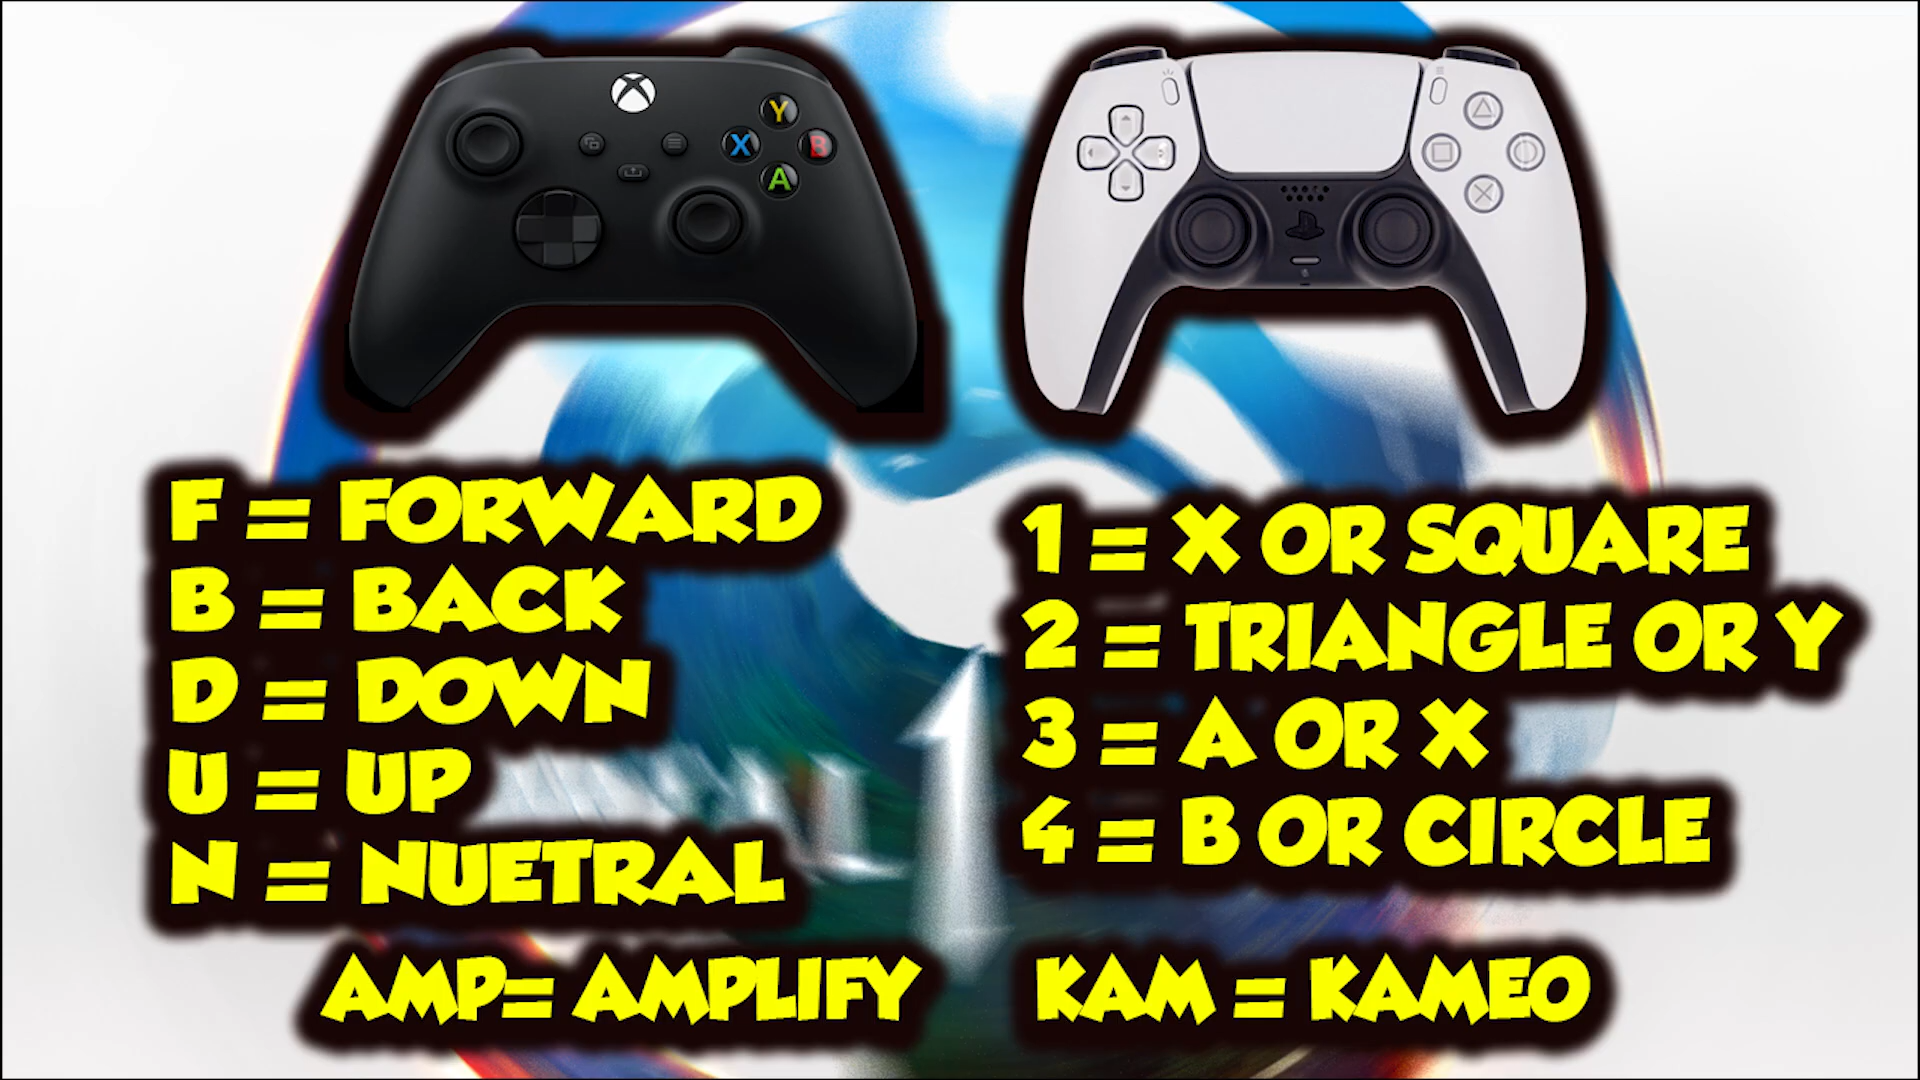 Y
X
B
A
F = FORWARD
B = BACK
D = DOWN
U = UP
N = NUETRAL
1 = X OR SQUARE
2 = TRIANGLE OR Y
3 = A OR X
4 = B OR CIRCLE
AMP= AMPLIFY
KAM = KAMEO